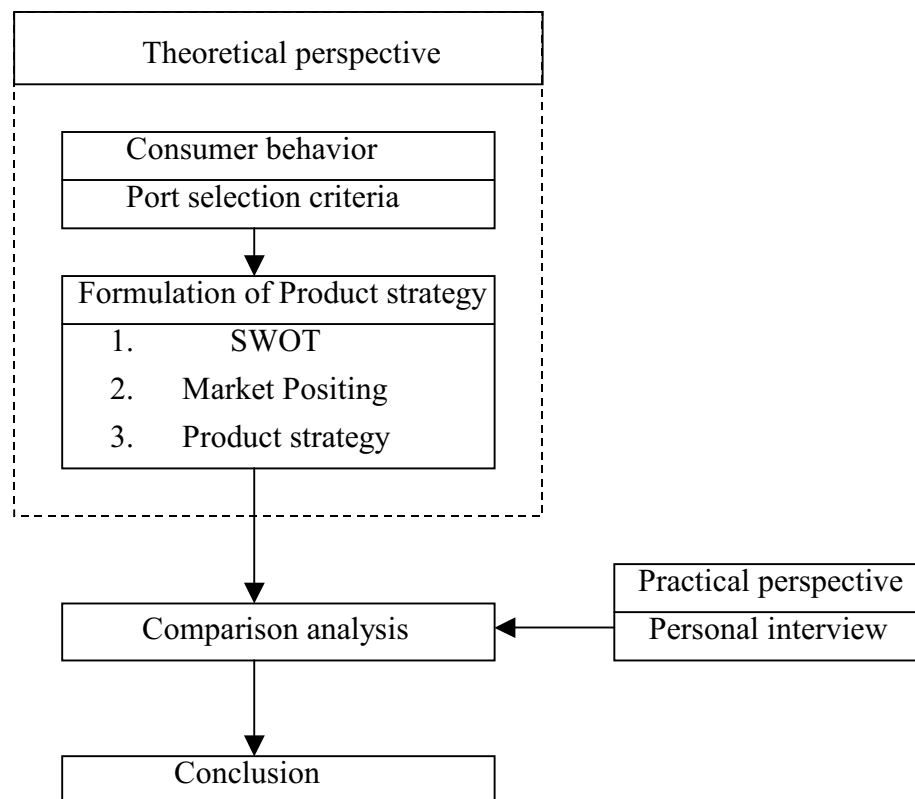 Theoretical perspective
Consumer behavior
Port selection criteria
Formulation of Product strategy
1. SWOT
2. Market Positing
3. Product strategy
Practical perspective
Personal interview
Comparison analysis
Conclusion